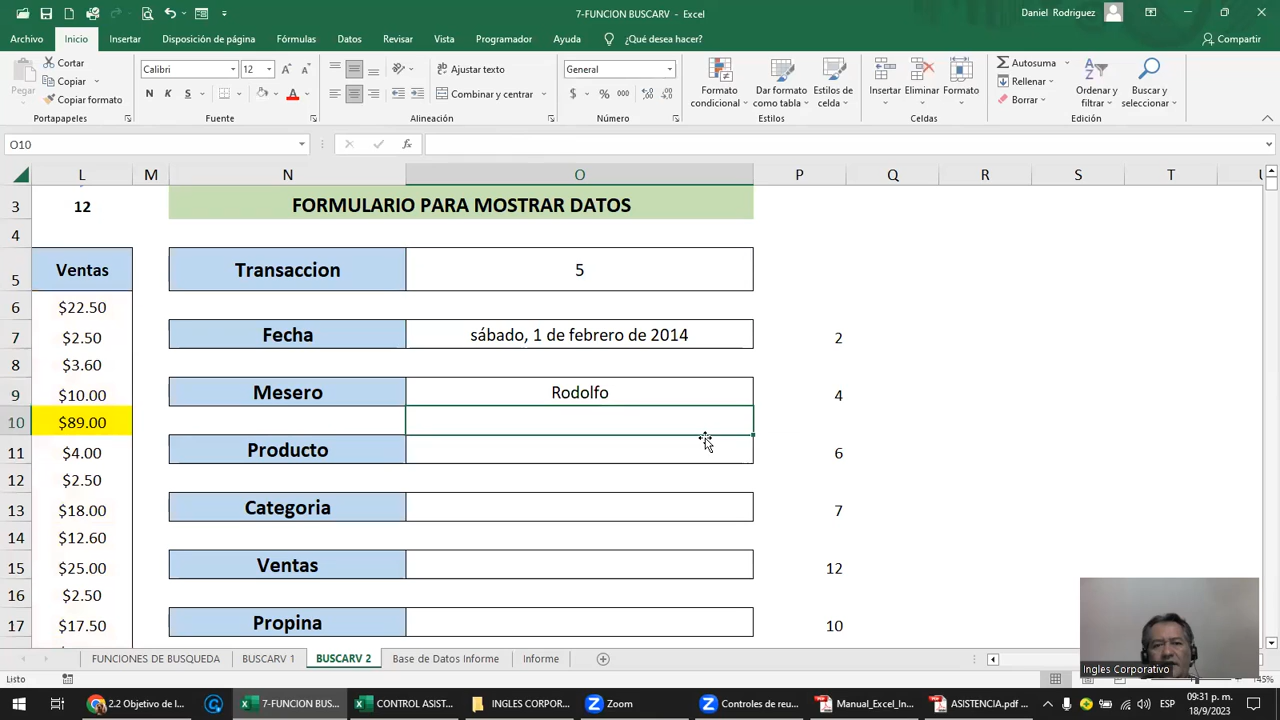 7-FUNCION BUSCARV - Excel
Daniel Rodriguez
Archivo Inicio Insertar Disposición de página Fórmulas Datos Revisar Vista Programador Ayuda ¿Qué desea hacer? Compartir
Pegar
Cortar
Copiar
Copiar formato
Calibri 12
N K S
Ajustar texto
Combinar y centrar
General
$ % 000
Formato condicional
Dar formato como tabla
Estilos de celda
Insertar Eliminar Formato
Autosuma
Rellenar
Borrar
Ordenar y filtrar
Buscar y seleccionar
Portapapeles Fuente Alineación Número Estilos Celdas Edición
O10 fx
L M N O P Q R S T U
3 12 FORMULARIO PARA MOSTRAR DATOS
4
5 Ventas Transaccion 5
6 $22.50
7 $2.50 Fecha sábado, 1 de febrero de 2014 2
8 $3.60
9 $10.00 Mesero Rodolfo 4
10 $89.00
11 $4.00 Producto 6
12 $2.50
13 $18.00 Categoria 7
14 $12.60
15 $25.00 Ventas 12
16 $2.50
17 $17.50 Propina 10
Ingles Corporativo
FUNCIONES DE BUSQUEDA BUSCARV 1 BUSCARV 2 Base de Datos Informe Informe
Listo 145%
2.2 Objetivo de l... 7-FUNCION BUS... CONTROL ASIST... INGLES CORPOR... Zoom Controles de reu... Manual_Excel_In... ASISTENCIA.pdf ... ESP 09:31 p. m.
18/9/2023